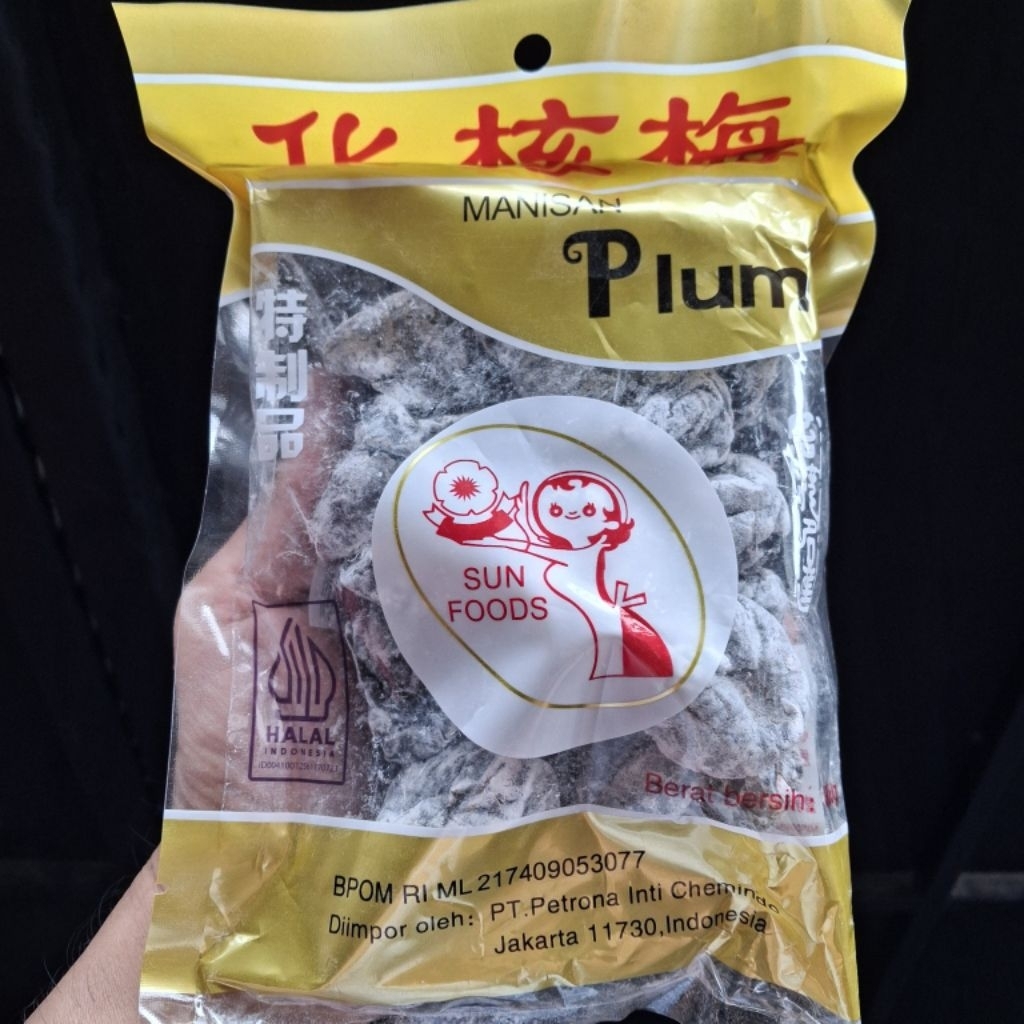 化核梅
MANISAN
Plum
特制品
SUN
FOODS
HALAL
INDONESIA
Berat bersih:
BPOM RI ML 217409053077
Diimpor oleh: PT.Petrona Inti Chemindo
Jakarta 11730,Indonesia